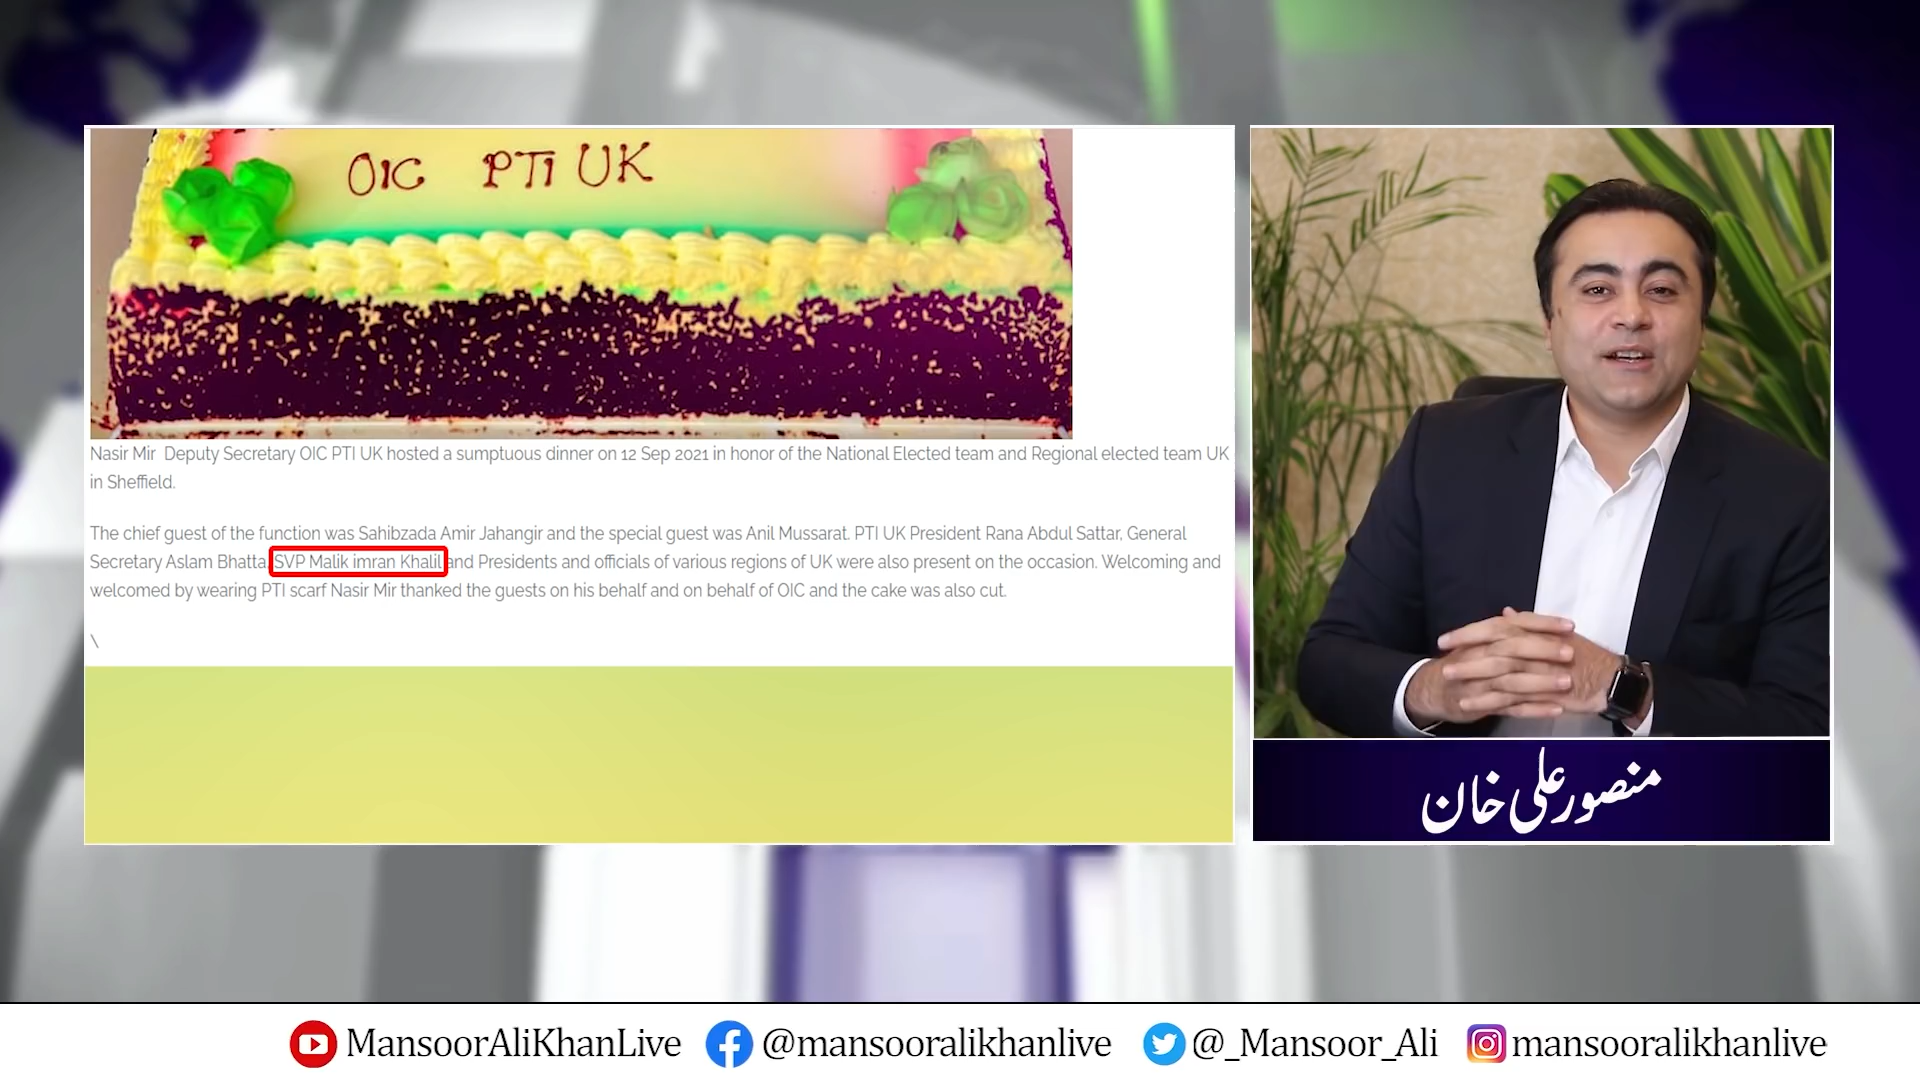 OIC PTI UK
Nasir Mir Deputy Secretary OIC PTI UK hosted a sumptuous dinner on 12 Sep 2021 in honor of the National Elected team and Regional elected team UK
in Sheffield.
The chief guest of the function was Sahibzada Amir Jahangir and the special guest was Anil Mussarat. PTI UK President Rana Abdul Sattar, General
Secretary Aslam Bhatta, SVP Malik imran Khalil and Presidents and officials of various regions of UK were also present on the occasion. Welcoming and
welcomed by wearing PTI scarf Nasir Mir thanked the guests on his behalf and on behalf of OIC and the cake was also cut.
\
منصور علی خان
MansoorAliKhanLive @mansooralikhanlive @_Mansoor_Ali mansooralikhanlive